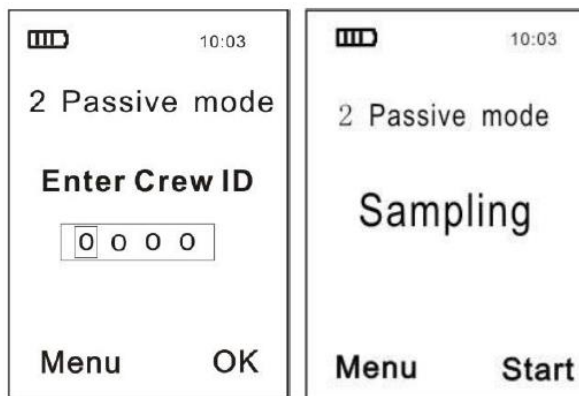 10:03
2 Passive mode
Enter Crew ID
0 0 0 0
Menu OK
10:03
2 Passive mode
Sampling
Menu Start